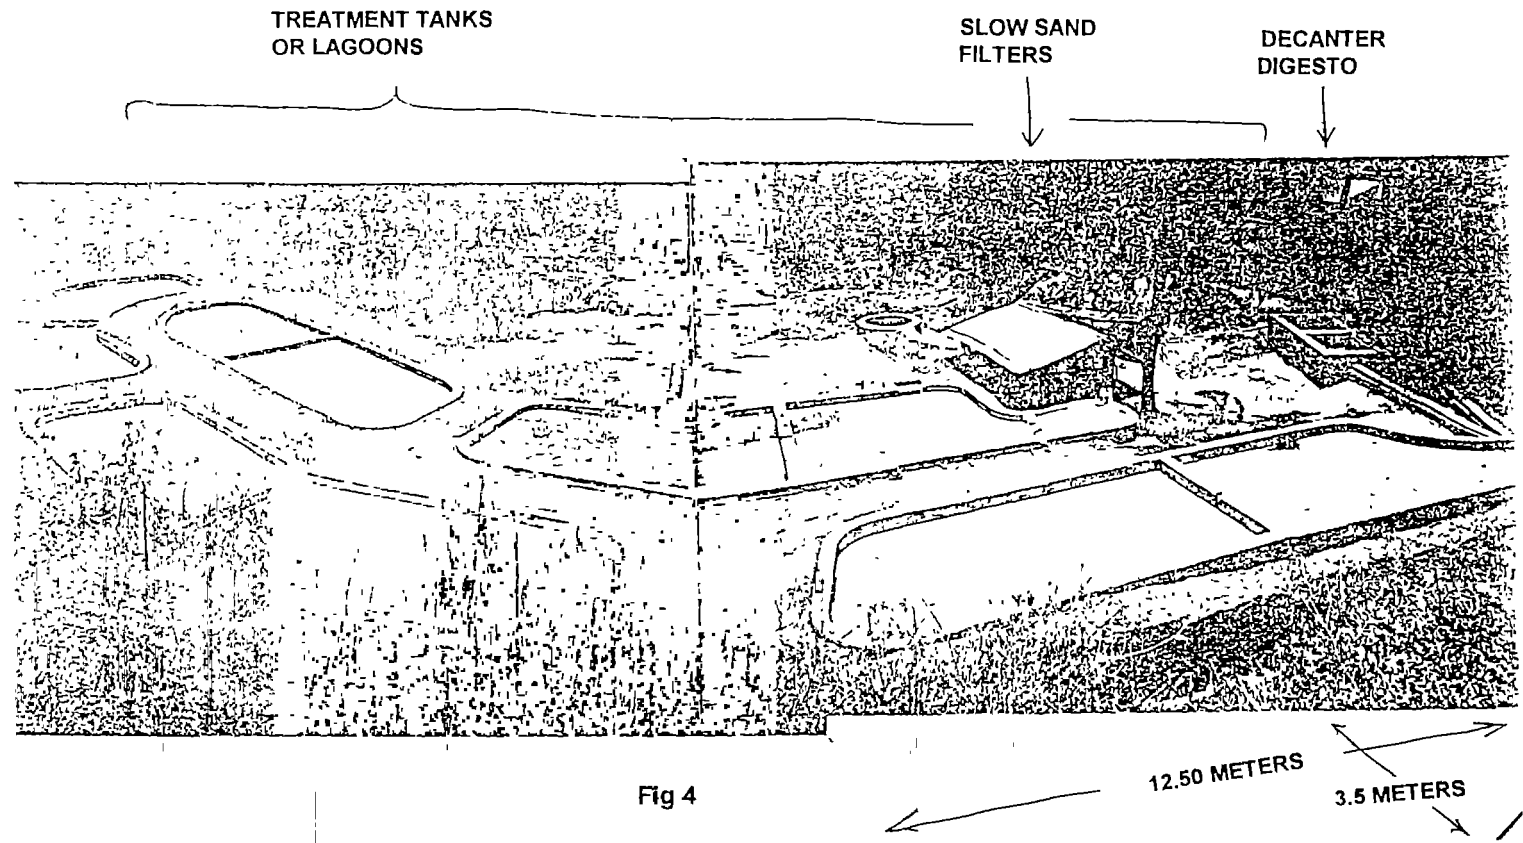 TREATMENT TANKS
OR LAGOONS
SLOW SAND
FILTERS
DECANTER
DIGESTO
12.50 METERS
3.5 METERS
Fig 4